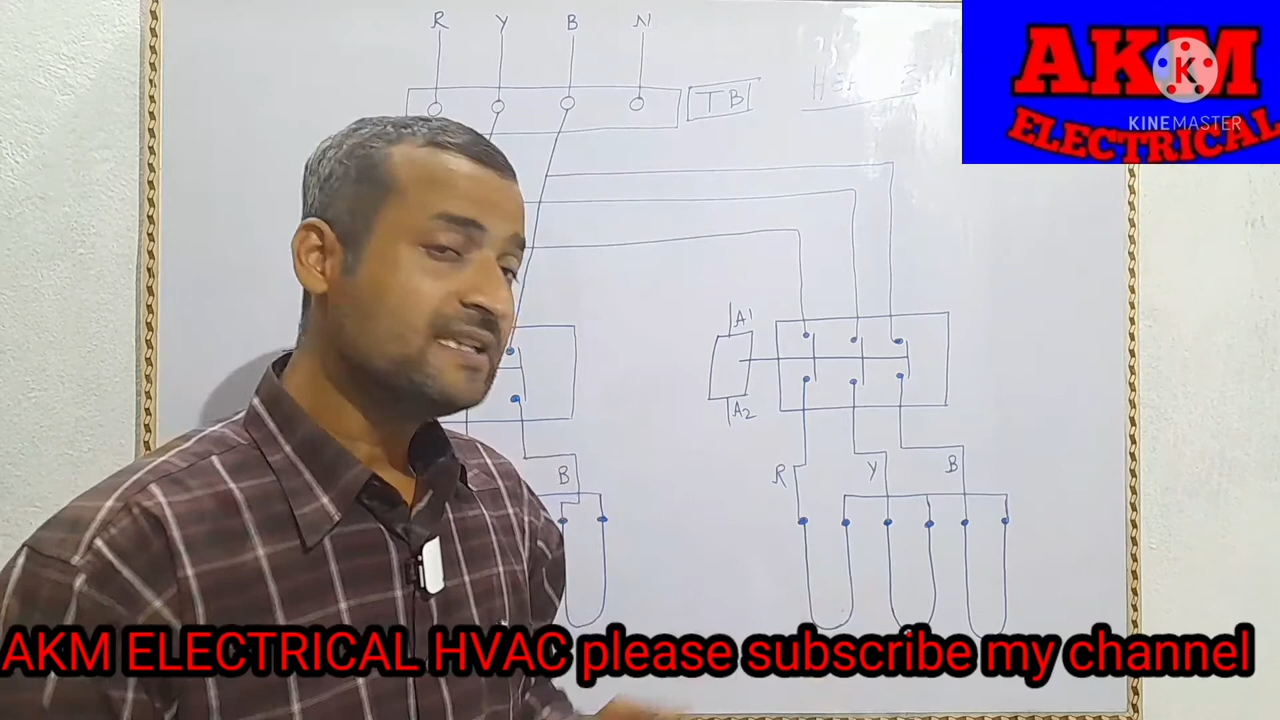 R Y B N
TB
AKM
ELECTRICAL
KINEMASTER
A1
A2
B
R Y B
AKM ELECTRICAL HVAC please subscribe my channel